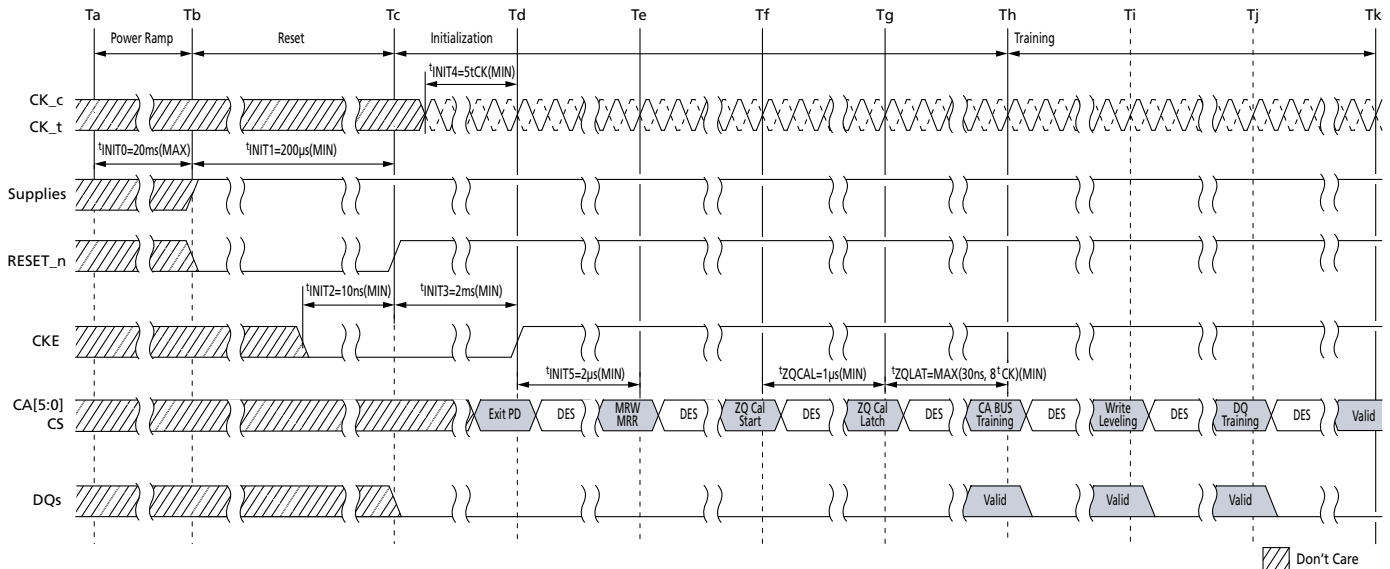 Ta Tb Tc Td Te Tf Tg Th Ti Tj Tk
Power Ramp Reset Initialization Training
tINIT4=5tCK(MIN)
CK_c
CK_t
tINIT0=20ms(MAX) tINIT1=200μs(MIN)
Supplies
RESET_n
tINIT2=10ns(MIN) tINIT3=2ms(MIN)
CKE
tINIT5=2μs(MIN) tZQCAL=1μs(MIN) tZQLAT=MAX(30ns, 8tCK)(MIN)
CA[5:0]
CS
Exit PD DES
MRW
MRR
DES
ZQ Cal
Start
DES
ZQ Cal
Latch
DES
CA BUS
Training
DES
Write
Leveling
DES
DQ
Training
DES
Valid
DQs
Valid Valid Valid
Don't Care